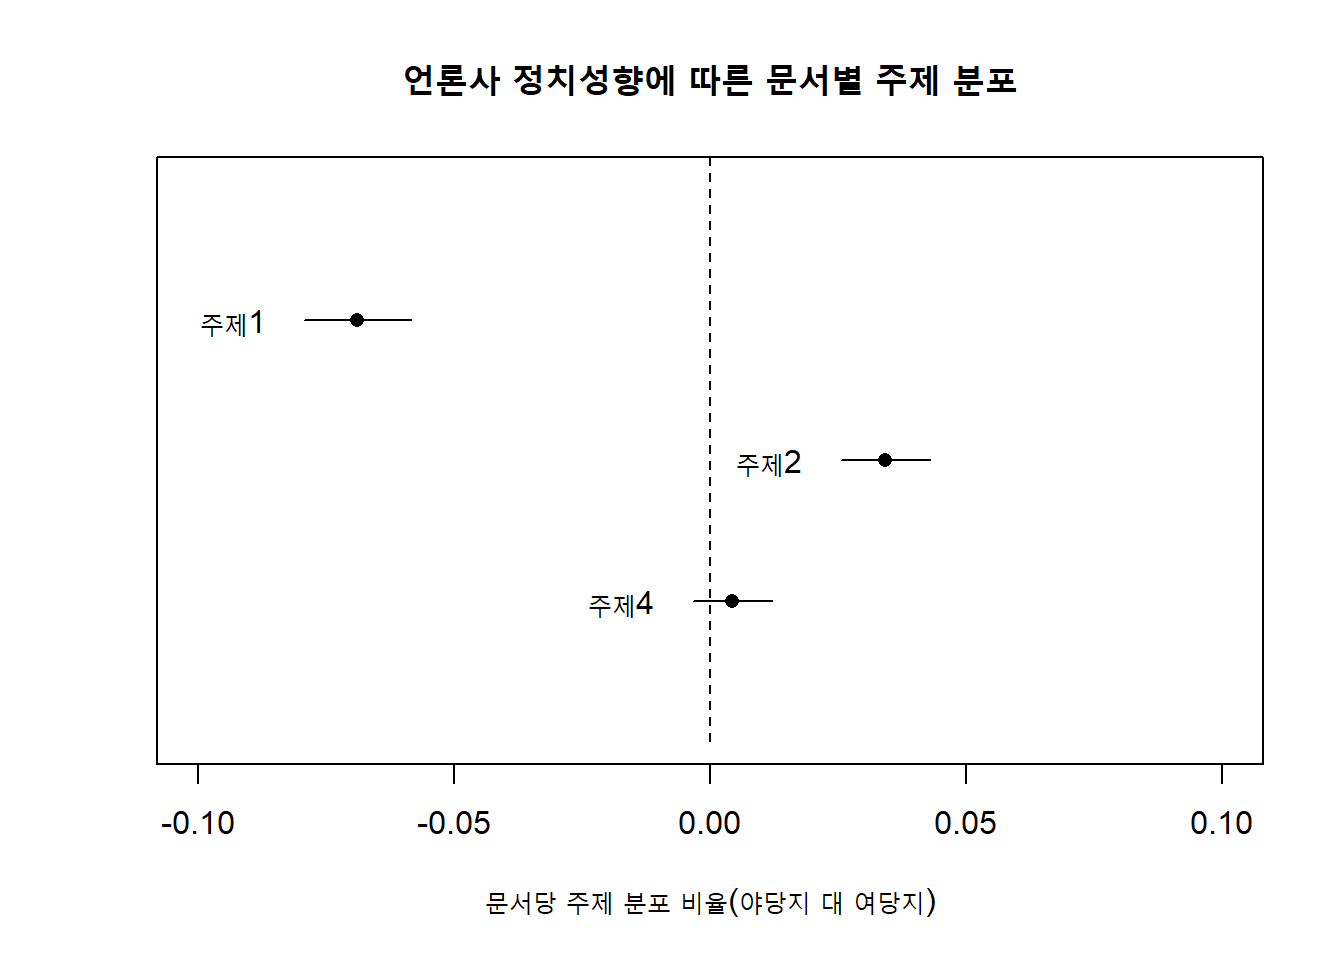 언론사 정치성향에 따른 문서별 주제 분포
주제1
주제2
주제4
-0.10 -0.05 0.00 0.05 0.10
문서당 주제 분포 비율(야당지 대 여당지)